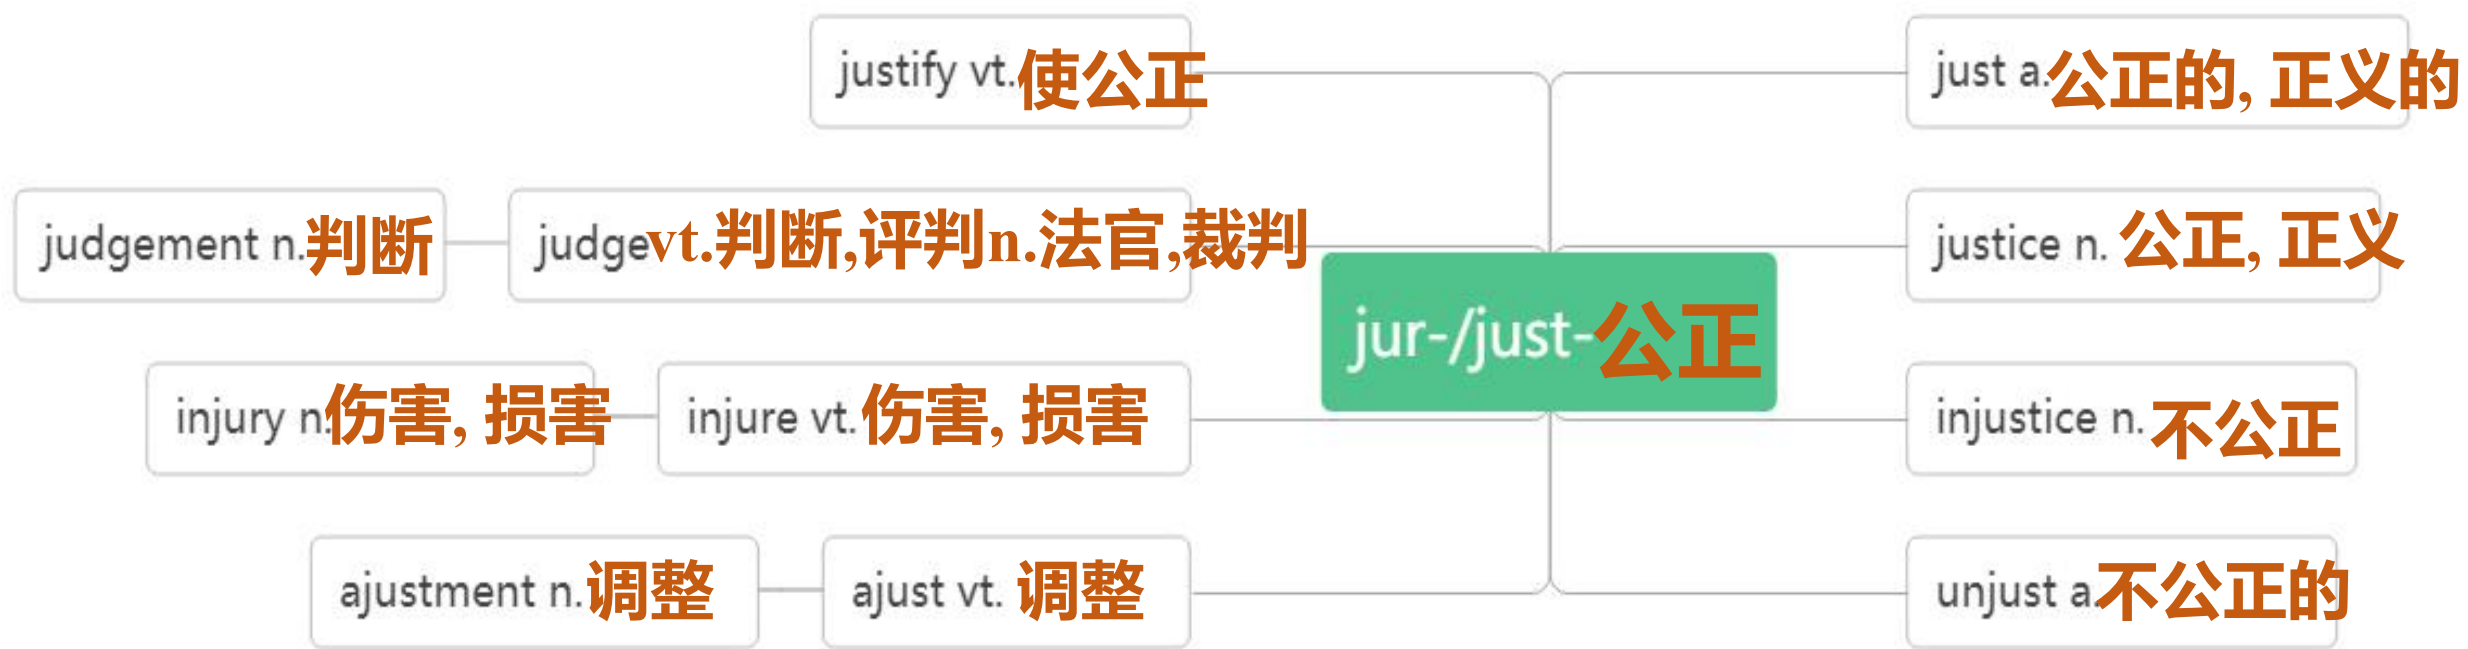 justify vt.使公正
just a.公正的, 正义的
judgement n.判断
judge vt.判断,评判n.法官,裁判
justice n. 公正, 正义
jur-/just-公正
injury n.伤害, 损害
injure vt.伤害, 损害
injustice n.不公正
ajustment n.调整
ajust vt. 调整
unjust a.不公正的